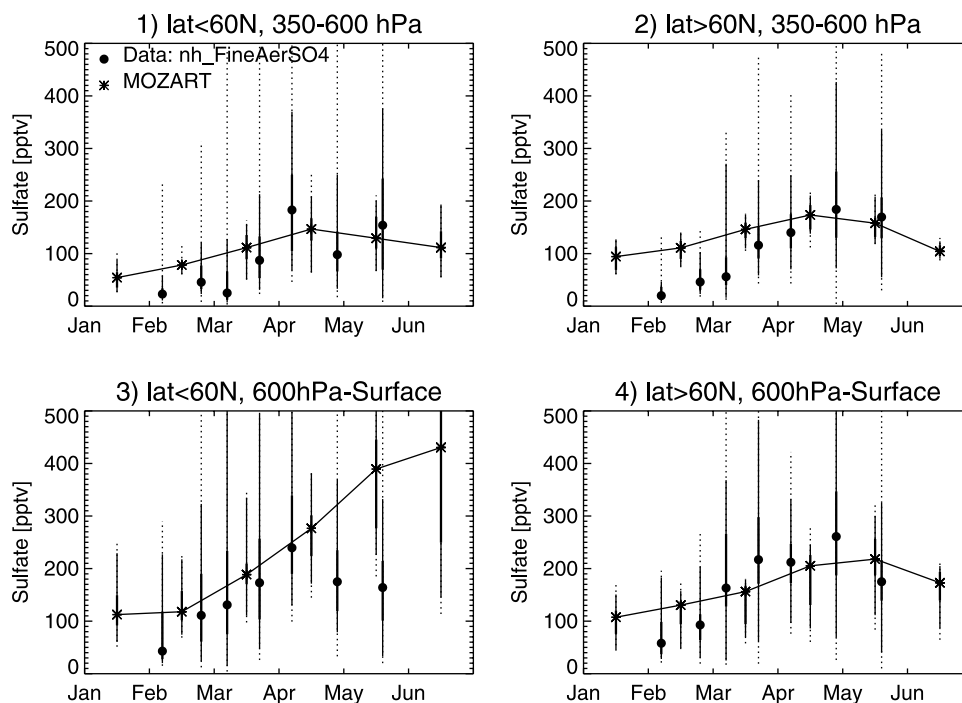 1) lat<60N, 350-600 hPa
500
400
300
200
100
0
Sulfate [pptv]
Data: nh_FineAerSO4
MOZART
Jan Feb Mar Apr May Jun
2) lat>60N, 350-600 hPa
500
400
300
200
100
0
Sulfate [pptv]
Jan Feb Mar Apr May Jun
3) lat<60N, 600hPa-Surface
500
400
300
200
100
0
Sulfate [pptv]
Jan Feb Mar Apr May Jun
4) lat>60N, 600hPa-Surface
500
400
300
200
100
0
Sulfate [pptv]
Jan Feb Mar Apr May Jun